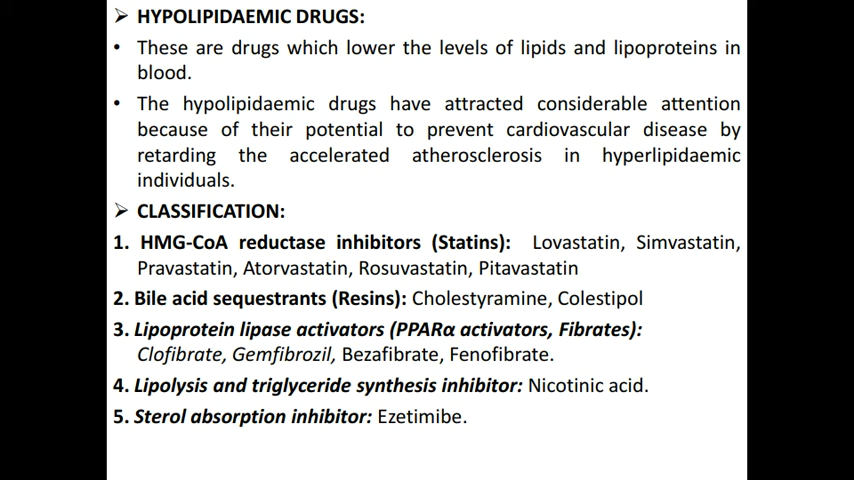 ➢ HYPOLIPIDAEMIC DRUGS:
• These are drugs which lower the levels of lipids and lipoproteins in
blood.
• The hypolipidaemic drugs have attracted considerable attention
because of their potential to prevent cardiovascular disease by
retarding the accelerated atherosclerosis in hyperlipidaemic
individuals.
➢ CLASSIFICATION:
1. HMG-CoA reductase inhibitors (Statins): Lovastatin, Simvastatin,
Pravastatin, Atorvastatin, Rosuvastatin, Pitavastatin
2. Bile acid sequestrants (Resins): Cholestyramine, Colestipol
3. Lipoprotein lipase activators (PPARα activators, Fibrates):
Clofibrate, Gemfibrozil, Bezafibrate, Fenofibrate.
4. Lipolysis and triglyceride synthesis inhibitor: Nicotinic acid.
5. Sterol absorption inhibitor: Ezetimibe.